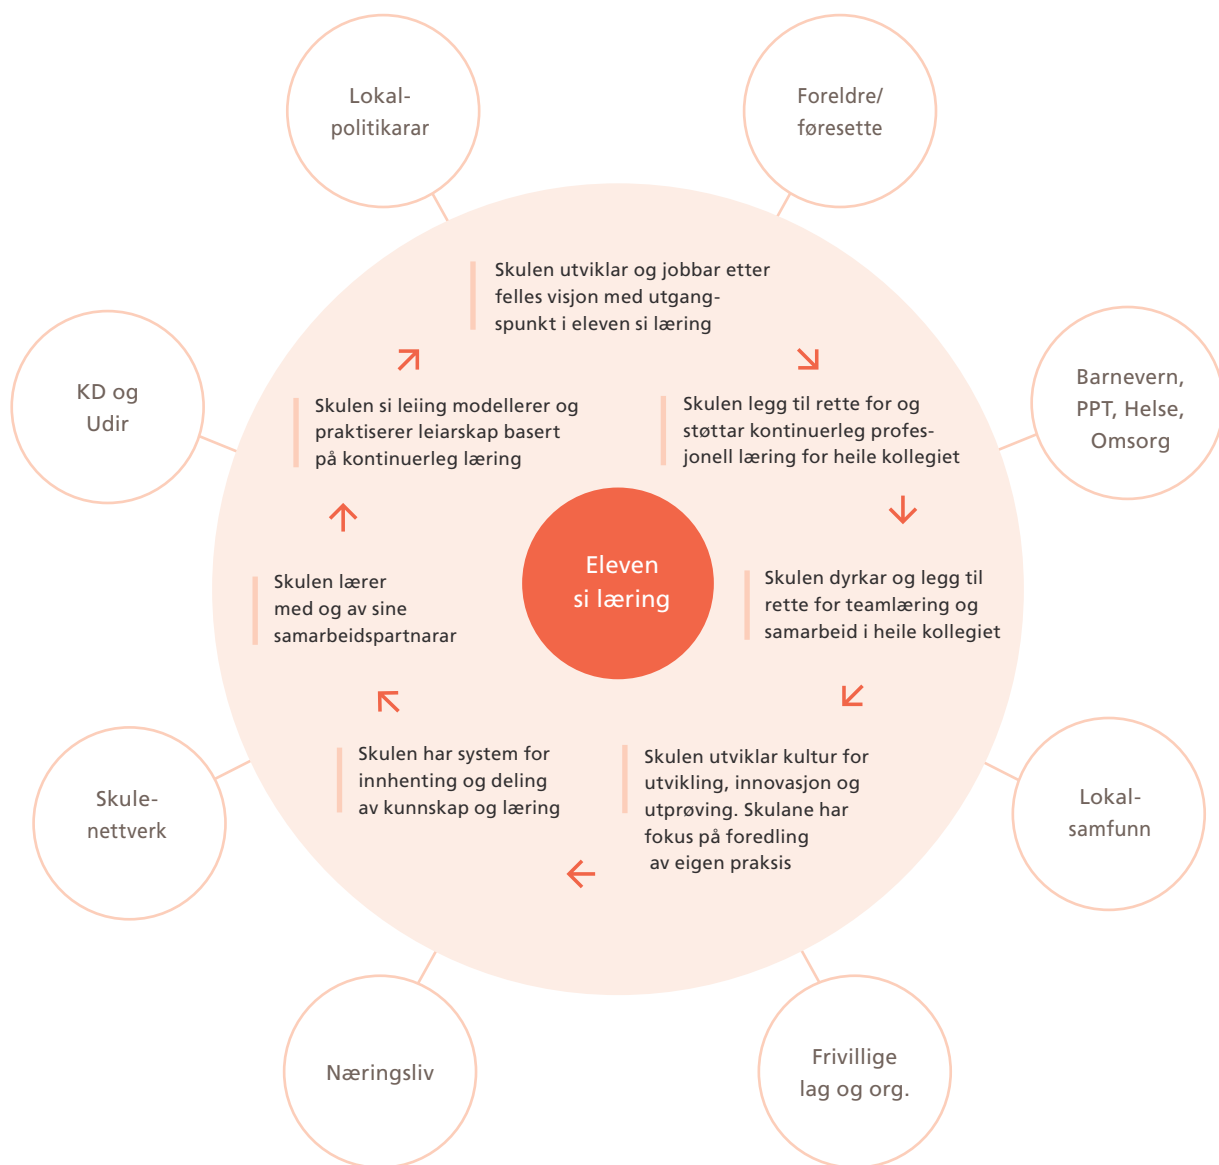 Lokal-
politikarar
Foreldre/
føresette
Skulen utviklar og jobbar etter
felles visjon med utgang-
spunkt i eleven si læring
KD og
Udir
Skulen si leiing modellerer og
praktiserer leiarskap basert
på kontinuerleg læring
Skulen legg til rette for og
støttar kontinuerleg profes-
sjonell læring for heile kollegiet
Barnevern,
PPT, Helse,
Omsorg
Eleven
si læring
Skulen lærer
med og av sine
samarbeidspartnarar
Skulen dyrkar og legg til
rette for teamlæring og
samarbeid i heile kollegiet
Skulen har system for
innhenting og deling
av kunnskap og læring
Skulen utviklar kultur for
utvikling, innovasjon og
utprøving. Skulane har
fokus på foredling
av eigen praksis
Skule-
nettverk
Lokal-
samfunn
Næringsliv
Frivillige
lag og org.